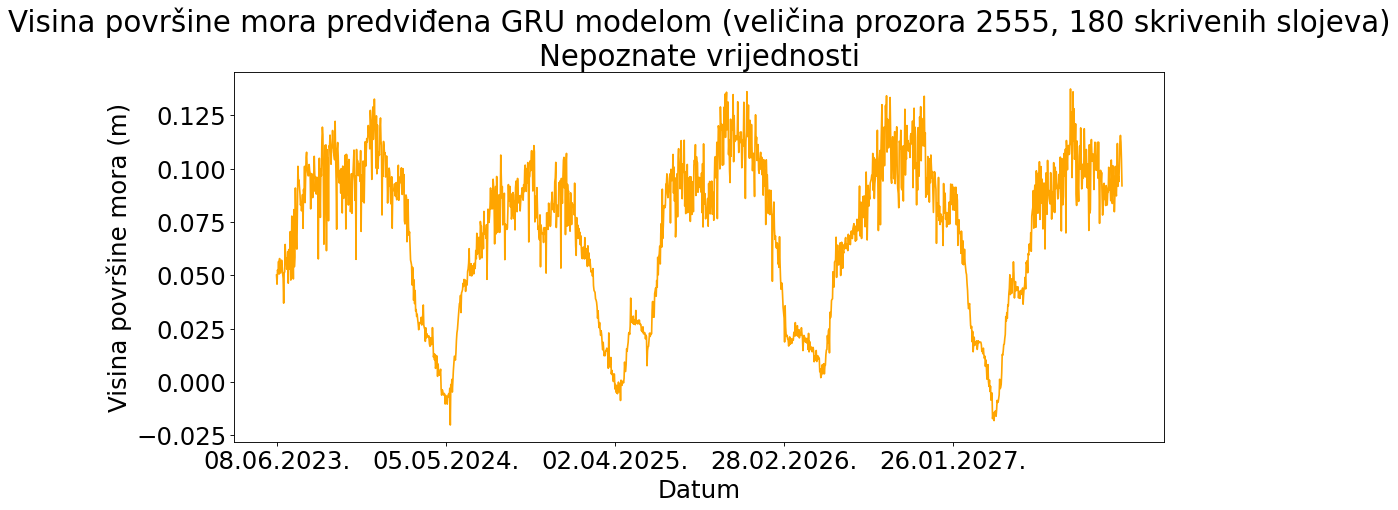 Visina površine mora predviđena GRU modelom (veličina prozora 2555, 180 skrivenih slojeva)
Nepoznate vrijednosti
Visina površine mora (m)
0.125
0.100
0.075
0.050
0.025
0.000
−0.025
08.06.2023. 05.05.2024. 02.04.2025. 28.02.2026. 26.01.2027.
Datum